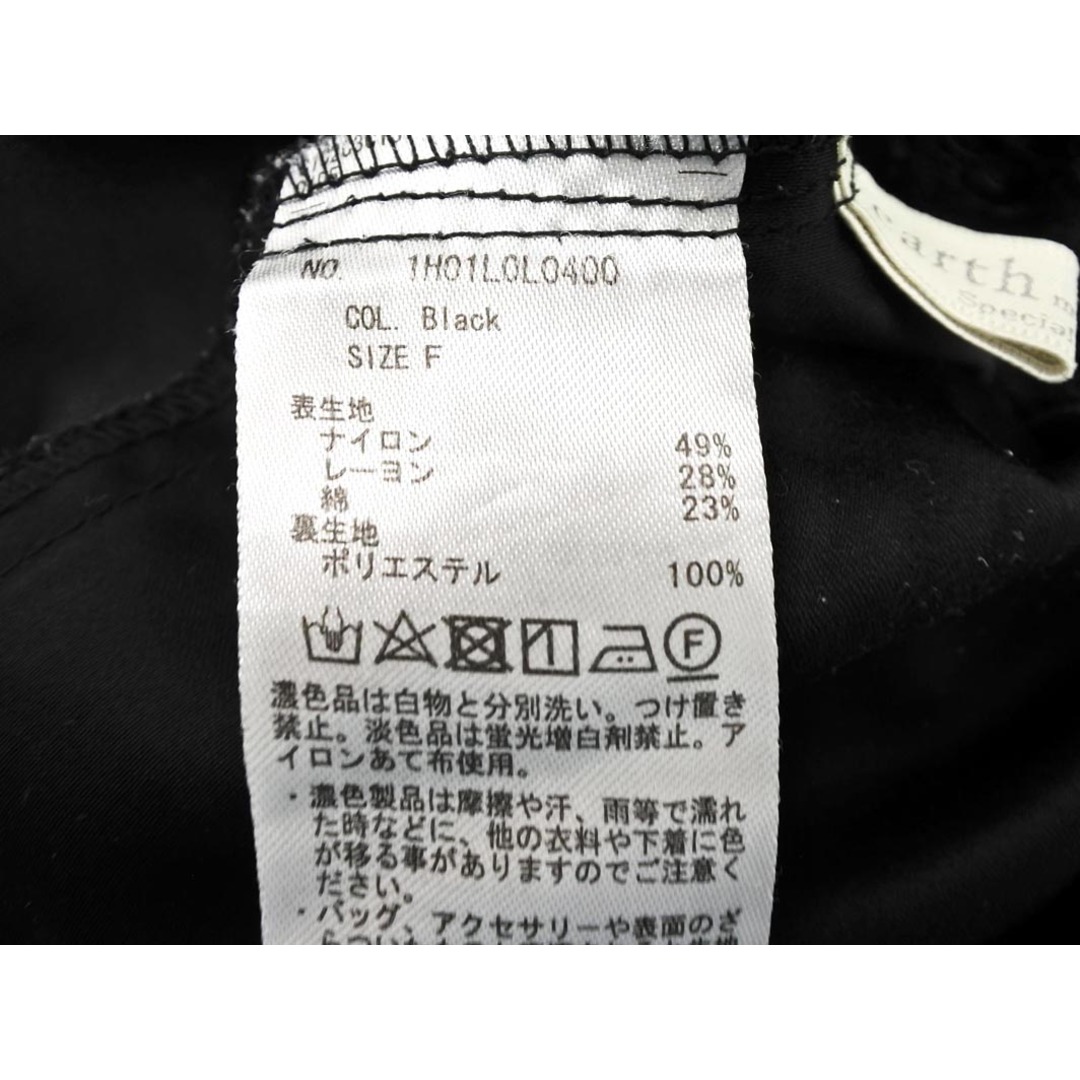 NO. 1H01L0L0400
COL. Black
SIZE F
表生地
ナイロン 49%
レーヨン 28%
綿 23%
裏生地
ポリエステル 100%
F
濃色品は白物と分別洗い。つけ置き
禁止。淡色品は蛍光増白剤禁止。ア
イロンあて布使用。
・濃色製品は摩擦や汗、雨等で濡れ
た時などに、他の衣料や下着に色
が移る事がありますのでご注意く
ださい。
・バッグ、アクセサリーや表面のざ
らつい
earth m
Special